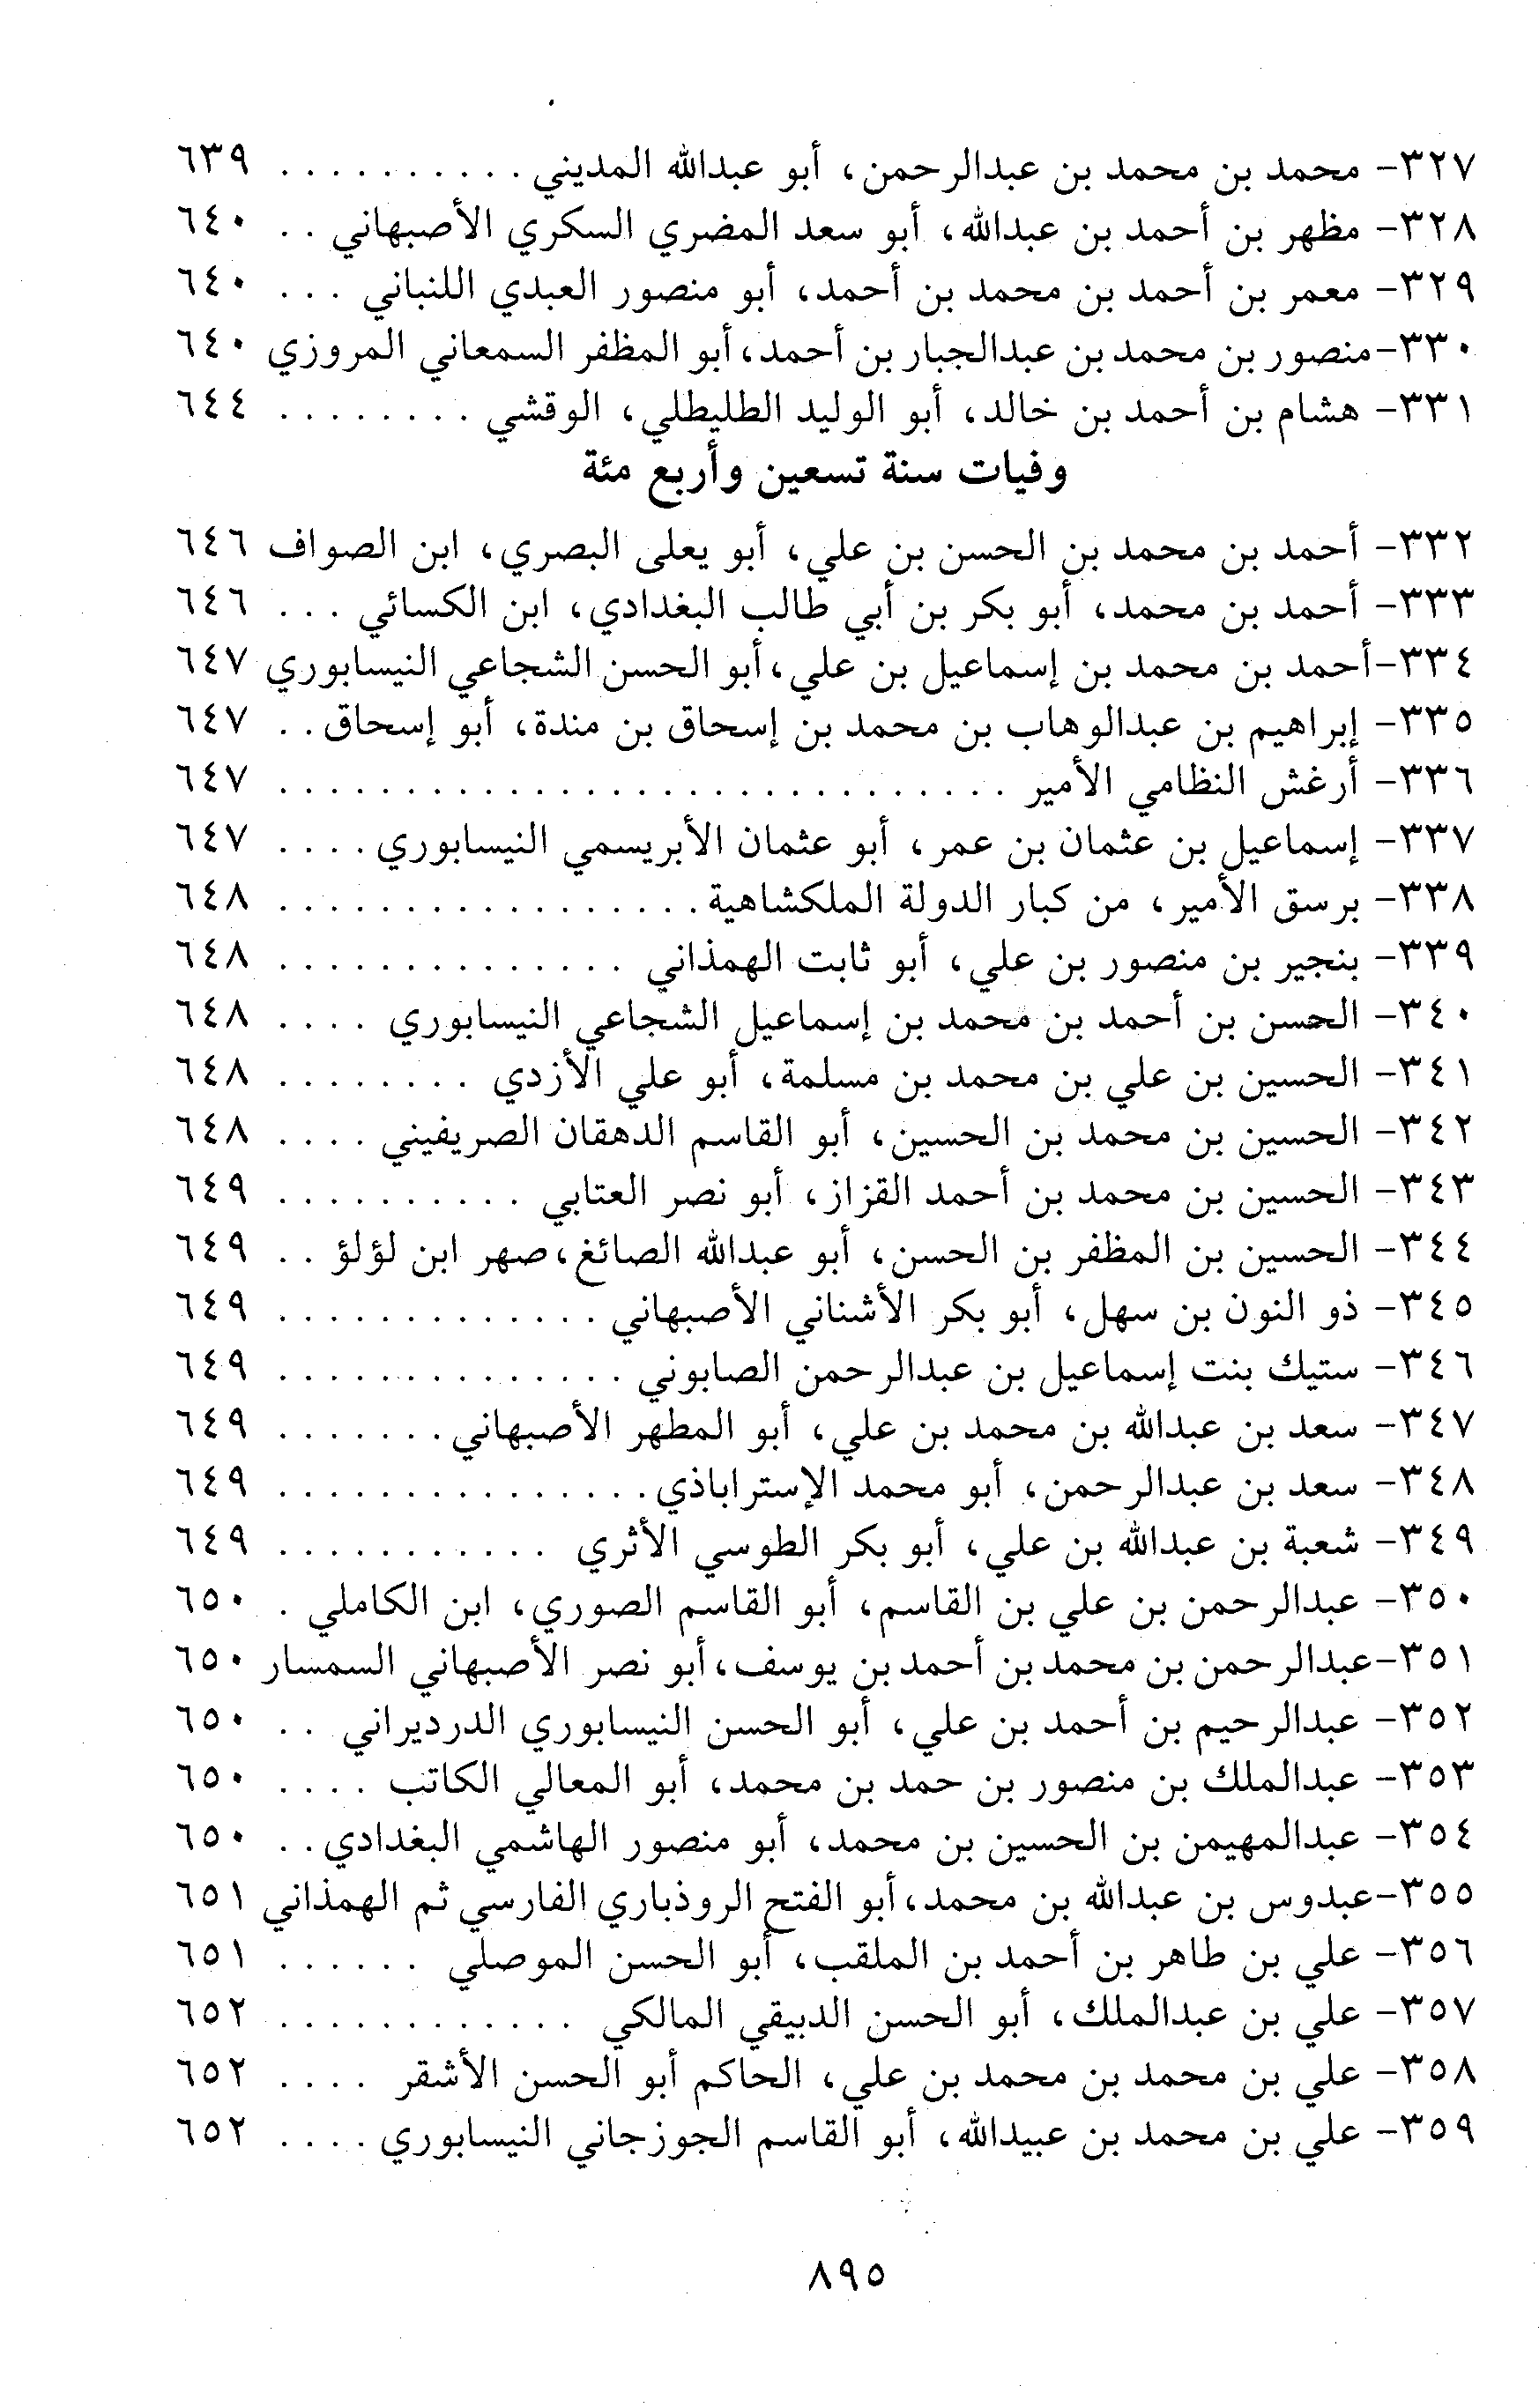 ٣٢٧- محمد بن محمد بن عبدالرحمن، أبو عبدالله المديني . . . . . . . . . . ٦٣٩
٣٢٨- مظهر بن أحمد بن عبدالله، أبو سعد المضري السكري الأصبهاني . . ٦٤٠
٣٢٩- معمر بن أحمد بن محمد بن أحمد، أبو منصور العبدي اللنباني . . . ٦٤٠
٣٣٠-منصور بن محمد بن عبدالجبار بن أحمد، أبو المظفر السمعاني المروزي ٦٤٠
٣٣١- هشام بن أحمد بن خالد، أبو الوليد الطليطلي، الوقشي . . . . . . . . ٦٤٤
وفيات سنة تسعين وأربع مئة
٣٣٢- أحمد بن محمد بن الحسن بن علي، أبو يعلى البصري، ابن الصواف ٦٤٦
٣٣٣- أحمد بن محمد، أبو بكر بن أبي طالب البغدادي، ابن الكسائي . . . ٦٤٦
٣٣٤-أحمد بن محمد بن إسماعيل بن علي، أبو الحسن الشجاعي النيسابوري ٦٤٧
٣٣٥- إبراهيم بن عبدالوهاب بن محمد بن إسحاق بن مندة، أبو إسحاق . . ٦٤٧
٣٣٦- أرغش النظامي الأمير . . . . . . . . . . . . . . . . . . . . . . . . . . . . . ٦٤٧
٣٣٧- إسماعيل بن عثمان بن عمر، أبو عثمان الأبريسمي النيسابوري . . . . ٦٤٧
٣٣٨- برسق الأمير، من كبار الدولة الملكشاهية . . . . . . . . . . . . . . . . . ٦٤٨
٣٣٩- بنجير بن منصور بن علي، أبو ثابت الهمذاني . . . . . . . . . . . . . . ٦٤٨
٣٤٠- الحسن بن أحمد بن محمد بن إسماعيل الشجاعي النيسابوري . . . . ٦٤٨
٣٤١- الحسين بن علي بن محمد بن مسلمة، أبو علي الأزدي . . . . . . . . ٦٤٨
٣٤٢- الحسين بن محمد بن الحسين، أبو القاسم الدهقان الصريفيني . . . . ٦٤٨
٣٤٣- الحسين بن محمد بن أحمد القزاز، أبو نصر العتابي . . . . . . . . . . ٦٤٩
٣٤٤- الحسين بن المظفر بن الحسن، أبو عبدالله الصائغ، صهر ابن لؤلؤ . . ٦٤٩
٣٤٥- ذو النون بن سهل، أبو بكر الأشناني الأصبهاني . . . . . . . . . . . . . ٦٤٩
٣٤٦- ستيك بنت إسماعيل بن عبدالرحمن الصابوني . . . . . . . . . . . . . . ٦٤٩
٣٤٧- سعد بن عبدالله بن محمد بن علي، أبو المطهر الأصبهاني . . . . . . . ٦٤٩
٣٤٨- سعد بن عبدالرحمن، أبو محمد الإستراباذي . . . . . . . . . . . . . . . ٦٤٩
٣٤٩- شعبة بن عبدالله بن علي، أبو بكر الطوسي الأثري . . . . . . . . . . . ٦٤٩
٣٥٠- عبدالرحمن بن علي بن القاسم، أبو القاسم الصوري، ابن الكاملي . ٦٥٠
٣٥١-عبدالرحمن بن محمد بن أحمد بن يوسف، أبو نصر الأصبهاني السمسار ٦٥٠
٣٥٢- عبدالرحيم بن أحمد بن علي، أبو الحسن النيسابوري الدرديراني . . ٦٥٠
٣٥٣- عبدالملك بن منصور بن حمد بن محمد، أبو المعالي الكاتب . . . . ٦٥٠
٣٥٤- عبدالمهيمن بن الحسين بن محمد، أبو منصور الهاشمي البغدادي . . ٦٥٠
٣٥٥-عبدوس بن عبدالله بن محمد، أبو الفتح الروذباري الفارسي ثم الهمذاني ٦٥١
٣٥٦- علي بن طاهر بن أحمد بن الملقب، أبو الحسن الموصلي . . . . . . ٦٥١
٣٥٧- علي بن عبدالملك، أبو الحسن الدبيقي المالكي . . . . . . . . . . . . ٦٥٢
٣٥٨- علي بن محمد بن محمد بن علي، الحاكم أبو الحسن الأشقر . . . . ٦٥٢
٣٥٩- علي بن محمد بن عبيدالله، أبو القاسم الجوزجاني النيسابوري . . . . ٦٥٢
٨٩٥